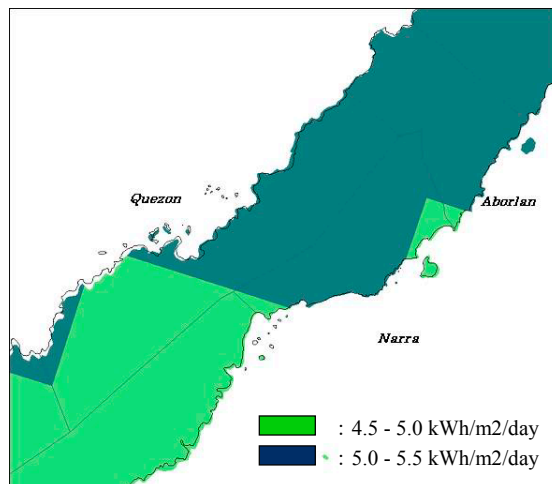 Quezon
Aborlan
Narra
: 4.5 - 5.0 kWh/m2/day
: 5.0 - 5.5 kWh/m2/day